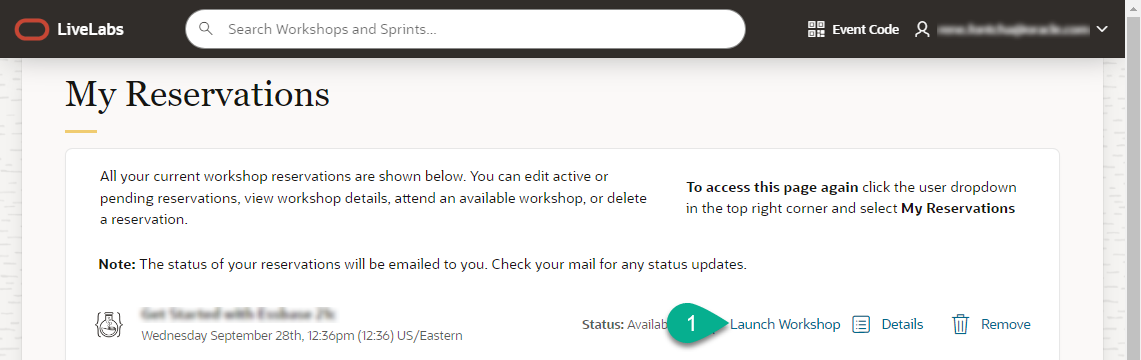 LiveLabs
Search Workshops and Sprints...
Event Code
My Reservations
All your current workshop reservations are shown below. You can edit active or
pending reservations, view workshop details, attend an available workshop, or delete
a reservation.
To access this page again click the user dropdown
in the top right corner and select My Reservations
Note: The status of your reservations will be emailed to you. Check your mail for any status updates.
Wednesday September 28th, 12:36pm (12:36) US/Eastern
Status: Availab
1
Launch Workshop
Details
Remove